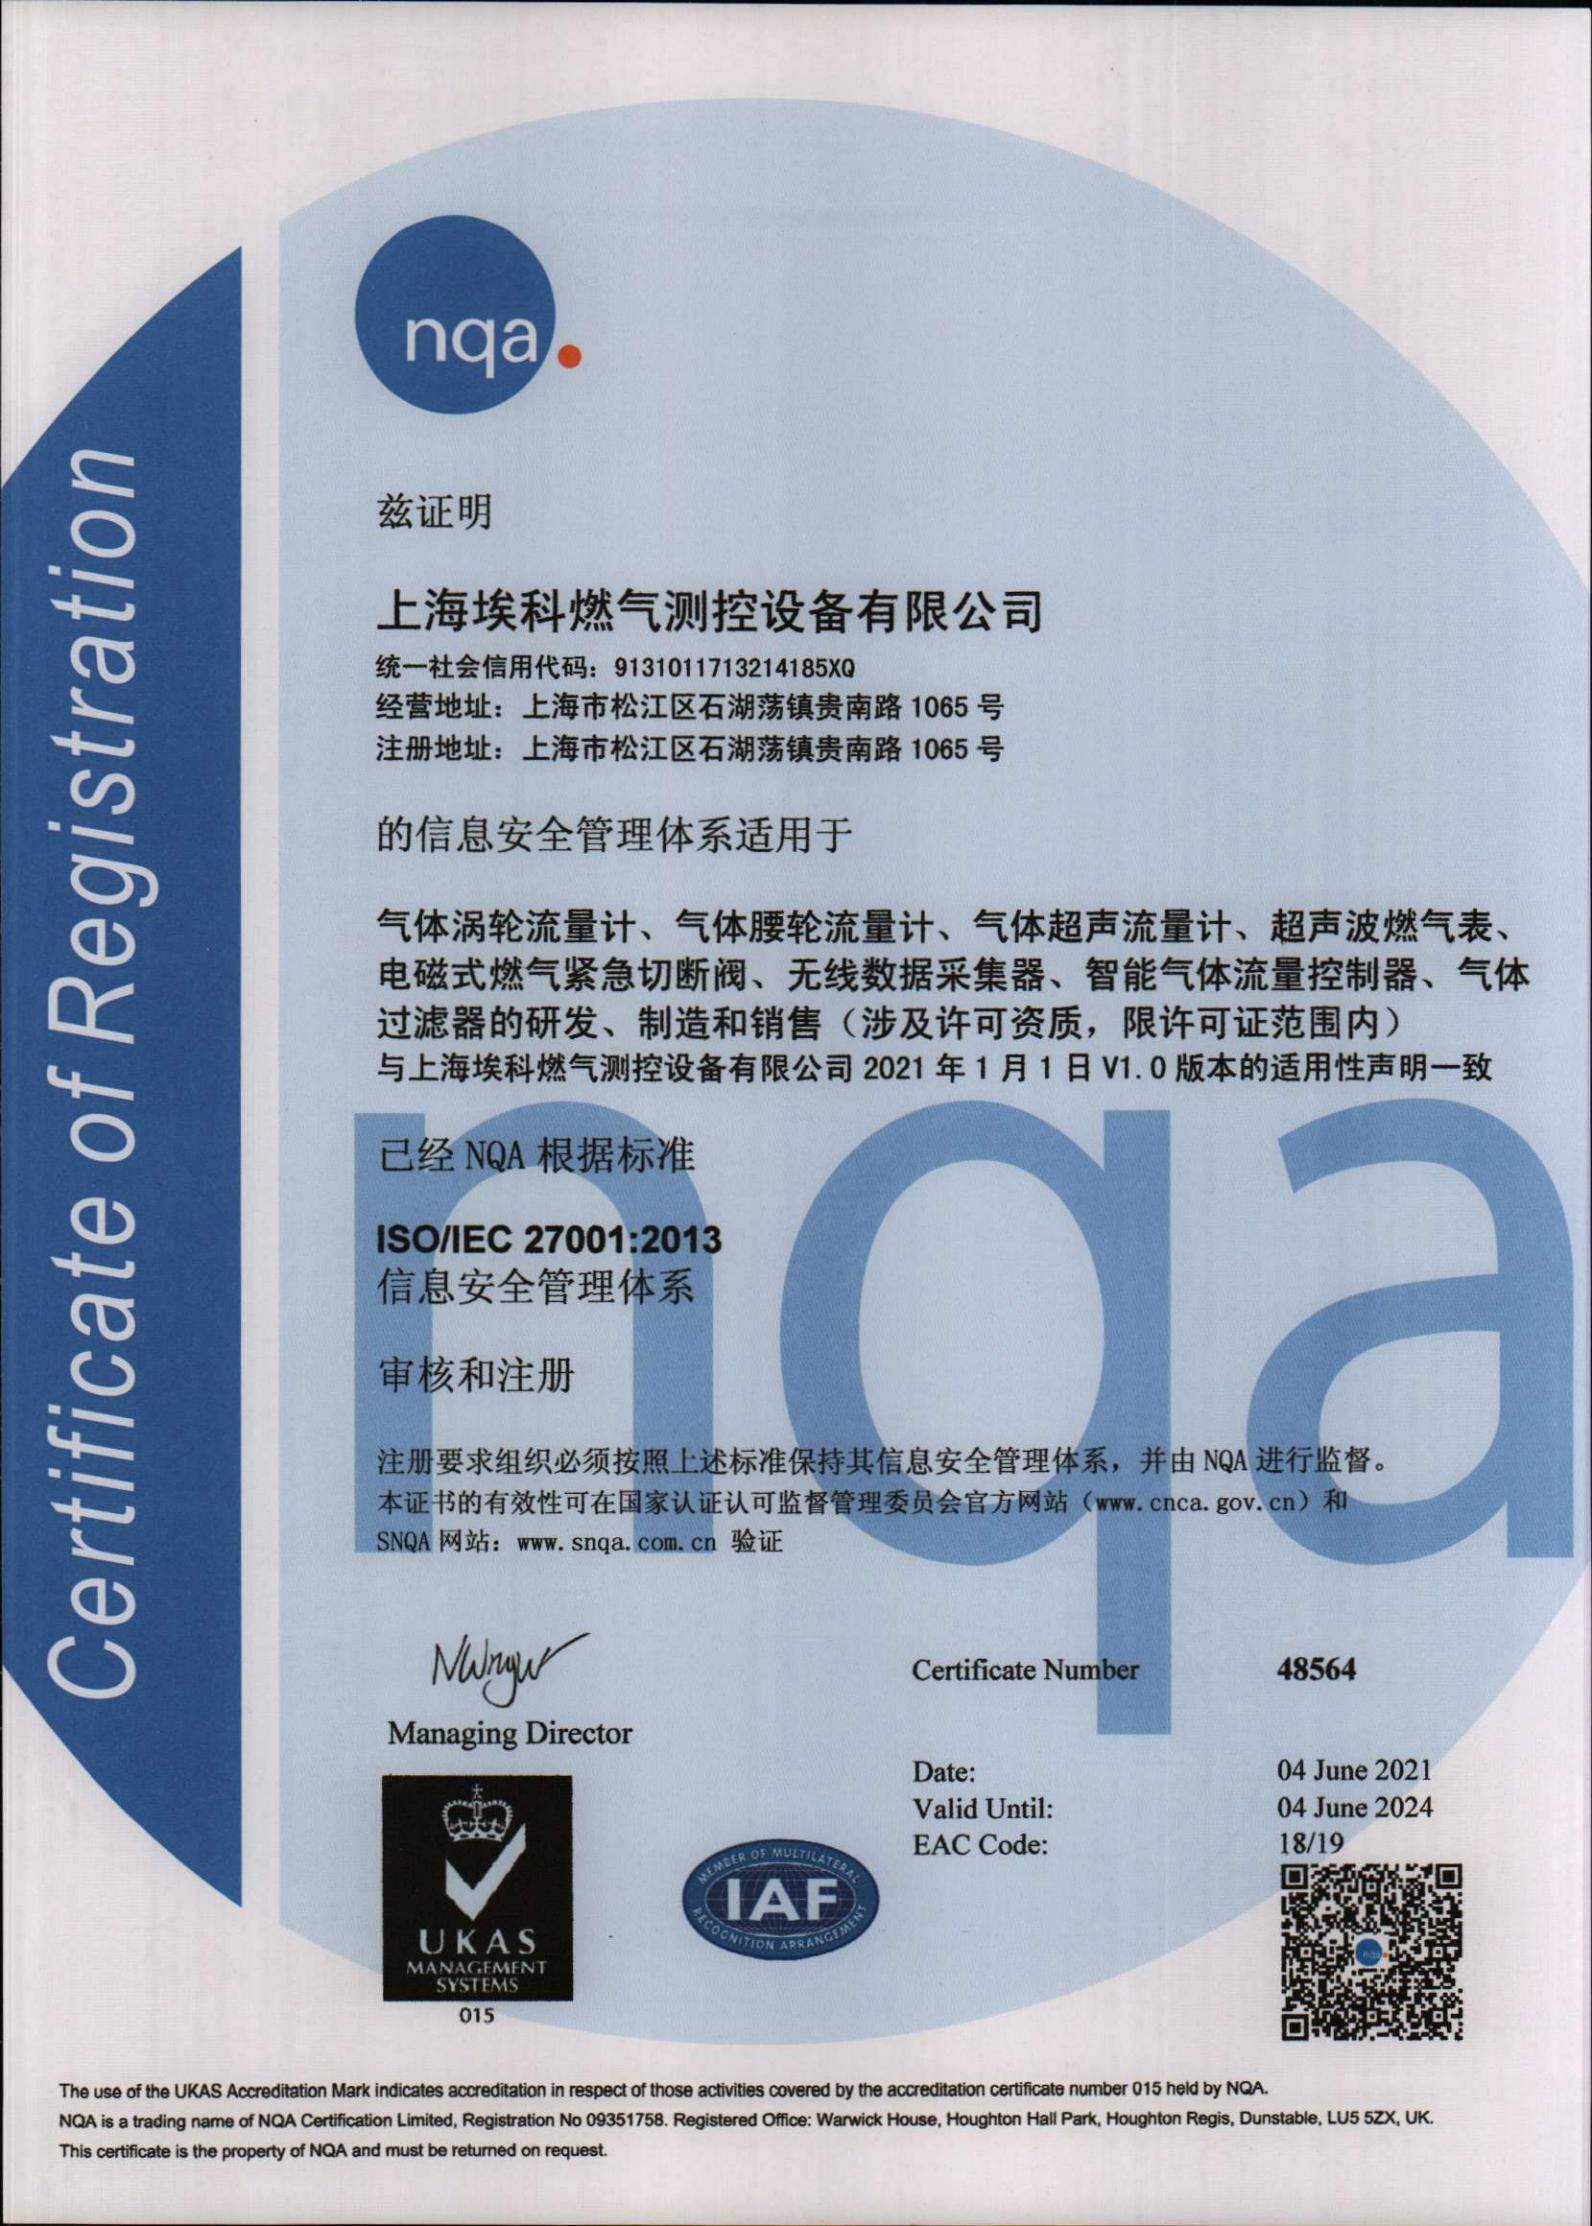 Certificate of Registration
nqa.
兹证明
上海埃科燃气测控设备有限公司
统一社会信用代码：9131011713214185XQ
经营地址：上海市松江区石湖荡镇贵南路 1065 号
注册地址：上海市松江区石湖荡镇贵南路 1065 号
的信息安全管理体系适用于
气体涡轮流量计、气体腰轮流量计、气体超声流量计、超声波燃气表、
电磁式燃气紧急切断阀、无线数据采集器、智能气体流量控制器、气体
过滤器的研发、制造和销售（涉及许可资质，限许可证范围内）
与上海埃科燃气测控设备有限公司 2021 年 1 月 1 日 V1.0 版本的适用性声明一致
nqa
已经 NQA 根据标准
ISO/IEC 27001:2013
信息安全管理体系
审核和注册
注册要求组织必须按照上述标准保持其信息安全管理体系，并由 NQA 进行监督。
本证书的有效性可在国家认证认可监督管理委员会官方网站（www.cnca.gov.cn）和
SNQA 网站：www.snqa.com.cn 验证
Managing Director
Certificate Number 48564
Date: 04 June 2021
Valid Until: 04 June 2024
EAC Code: 18/19
UKAS
MANAGEMENT
SYSTEMS
015
MEMBER OF MULTILATERAL
IAF
RECOGNITION ARRANGEMENT
nqa
The use of the UKAS Accreditation Mark indicates accreditation in respect of those activities covered by the accreditation certificate number 015 held by NQA.
NQA is a trading name of NQA Certification Limited, Registration No 09351758. Registered Office: Warwick House, Houghton Hall Park, Houghton Regis, Dunstable, LU5 5ZX, UK.
This certificate is the property of NQA and must be returned on request.